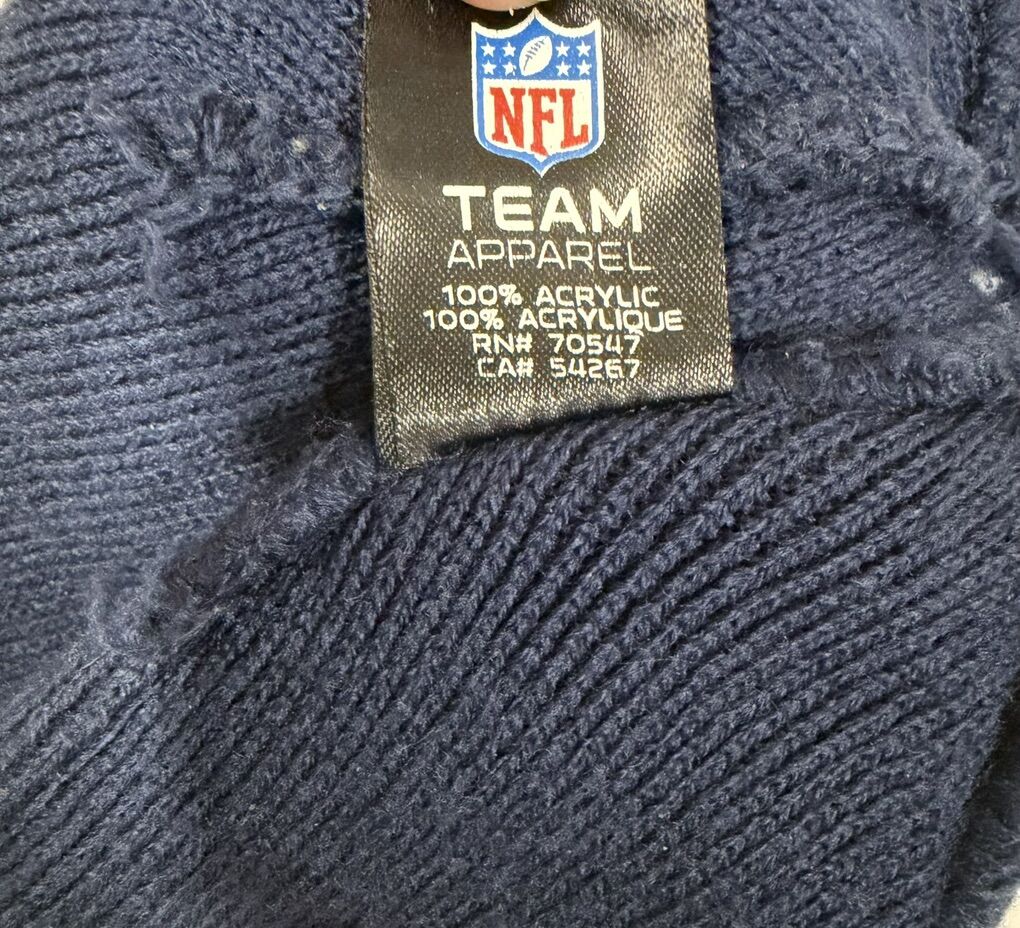 NFL
TEAM
APPAREL
100% ACRYLIC
100% ACRYLIQUE
RN# 70547
CA# 54267